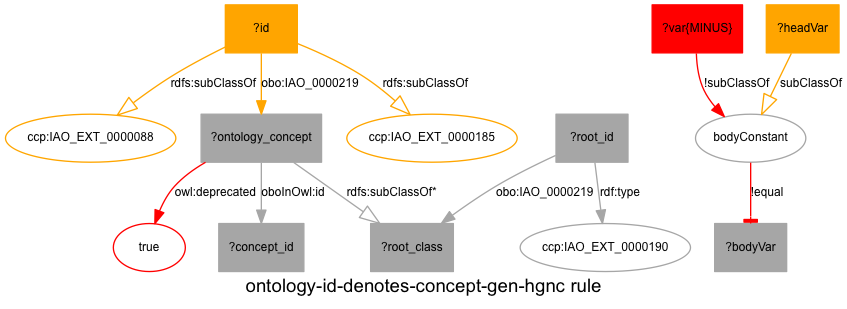 ?id
?var(MINUS)
?headVar
rdfs:subClassOf
obo:IAO_0000219
rdfs:subClassOf
!subClassOf
subClassOf
ccp:IAO_EXT_0000088
?ontology_concept
ccp:IAO_EXT_0000185
?root_id
bodyConstant
owl:deprecated
oboInOwl:id
rdfs:subClassOf*
obo:IAO_0000219
rdf:type
!equal
true
?concept_id
?root_class
ccp:IAO_EXT_0000190
?bodyVar
ontology-id-denotes-concept-gen-hgnc rule